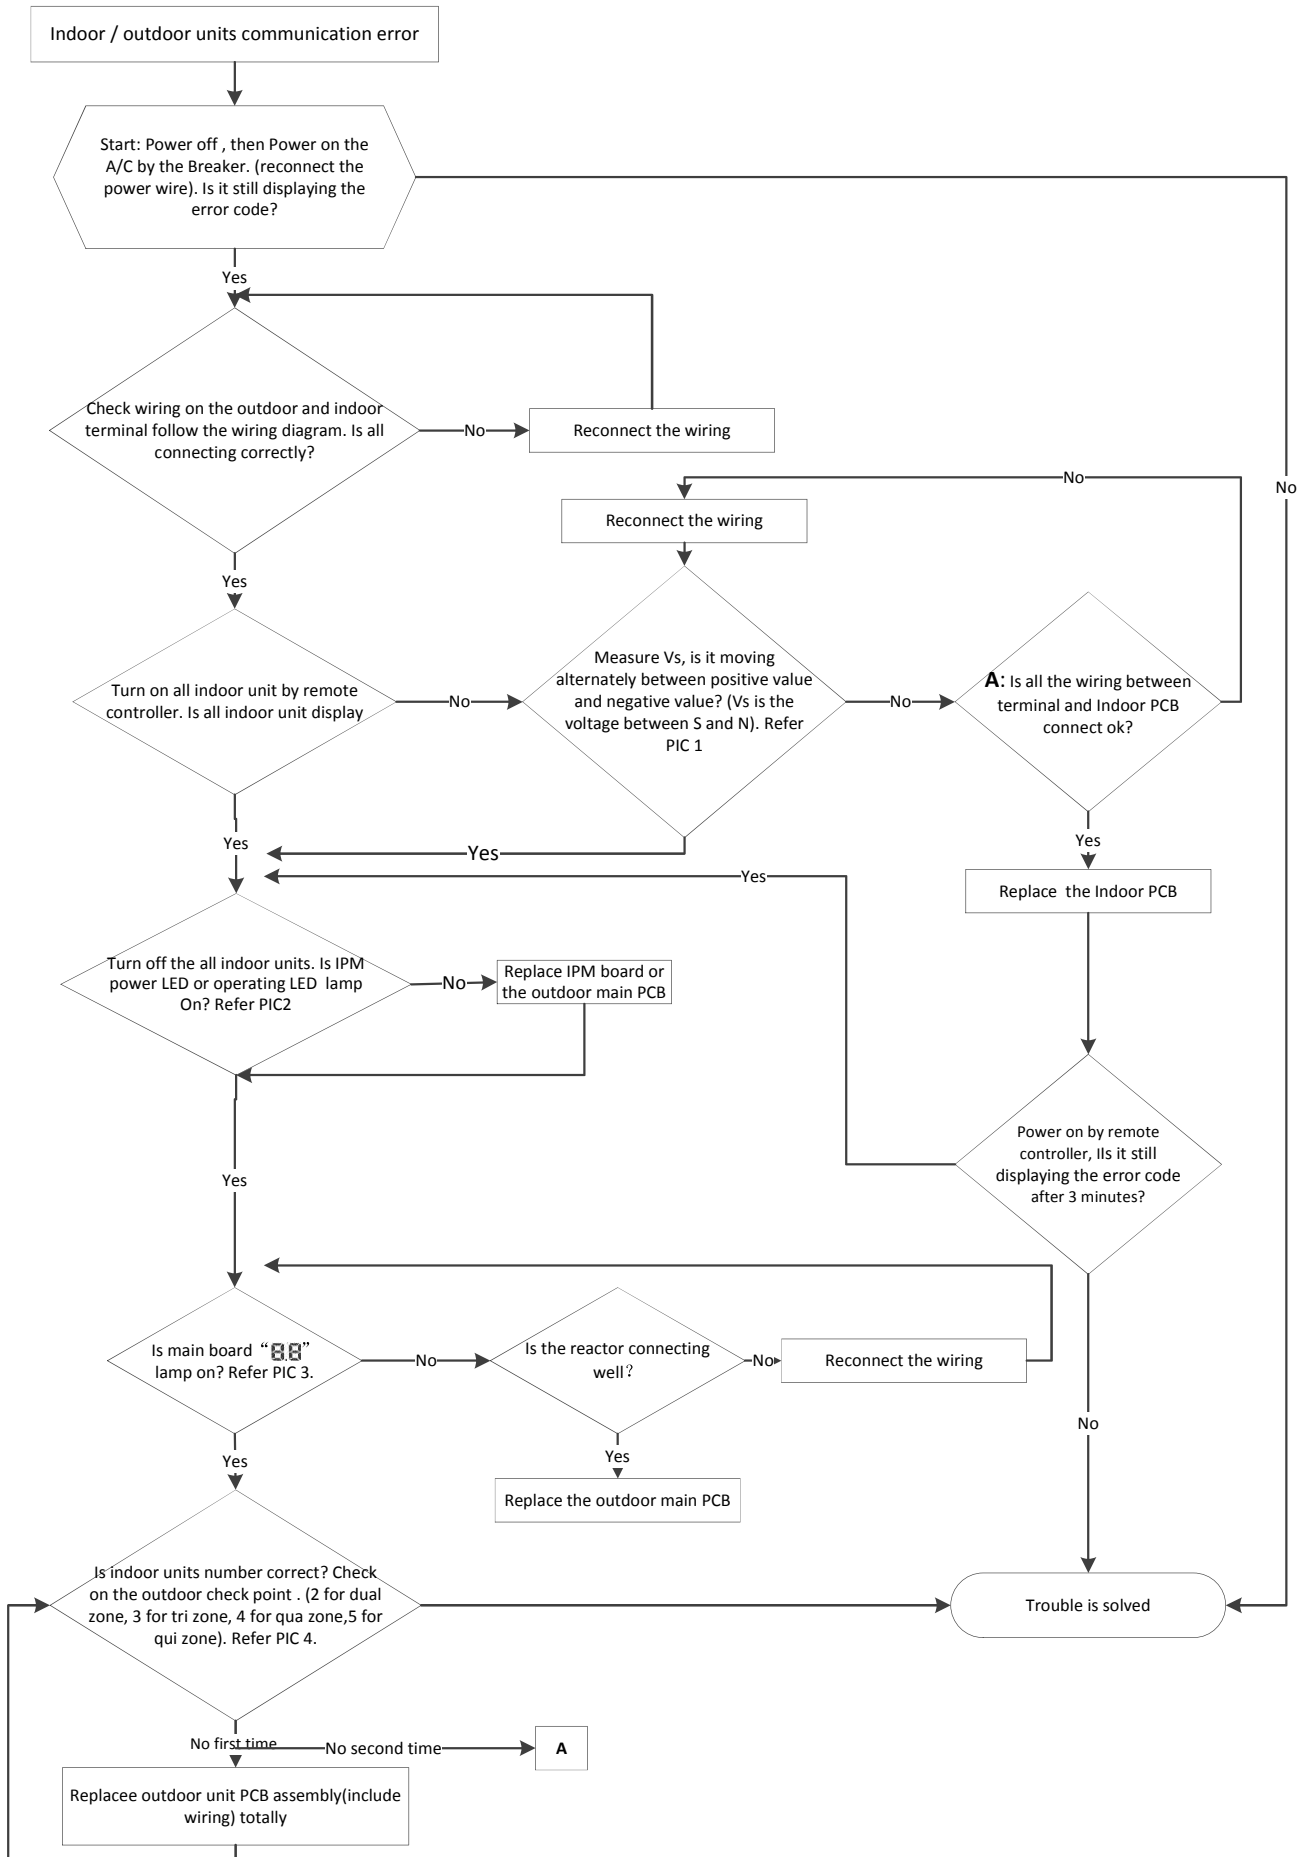 Indoor / outdoor units communication error
Start: Power off , then Power on the
A/C by the Breaker. (reconnect the
power wire). Is it still displaying the
error code?
Yes
No
Check wiring on the outdoor and indoor
terminal follow the wiring diagram. Is all
connecting correctly?
No
Reconnect the wiring
Yes
No
Reconnect the wiring
Turn on all indoor unit by remote
controller. Is all indoor unit display
No
Measure Vs, is it moving
alternately between positive value
and negative value? (Vs is the
voltage between S and N). Refer
PIC 1
No
A: Is all the wiring between
terminal and Indoor PCB
connect ok?
Yes
Yes
Yes
Yes
Replace the Indoor PCB
Turn off the all indoor units. Is IPM
power LED or operating LED lamp
On? Refer PIC2
No
Replace IPM board or
the outdoor main PCB
Power on by remote
controller, IIs it still
displaying the error code
after 3 minutes?
Yes
Is main board “8.8”
lamp on? Refer PIC 3.
No
Is the reactor connecting
well?
No
Reconnect the wiring
No
Yes
Yes
Replace the outdoor main PCB
Is indoor units number correct? Check
on the outdoor check point . (2 for dual
zone, 3 for tri zone, 4 for qua zone,5 for
qui zone). Refer PIC 4.
Trouble is solved
No first time
No second time
A
Replacee outdoor unit PCB assembly(include
wiring) totally